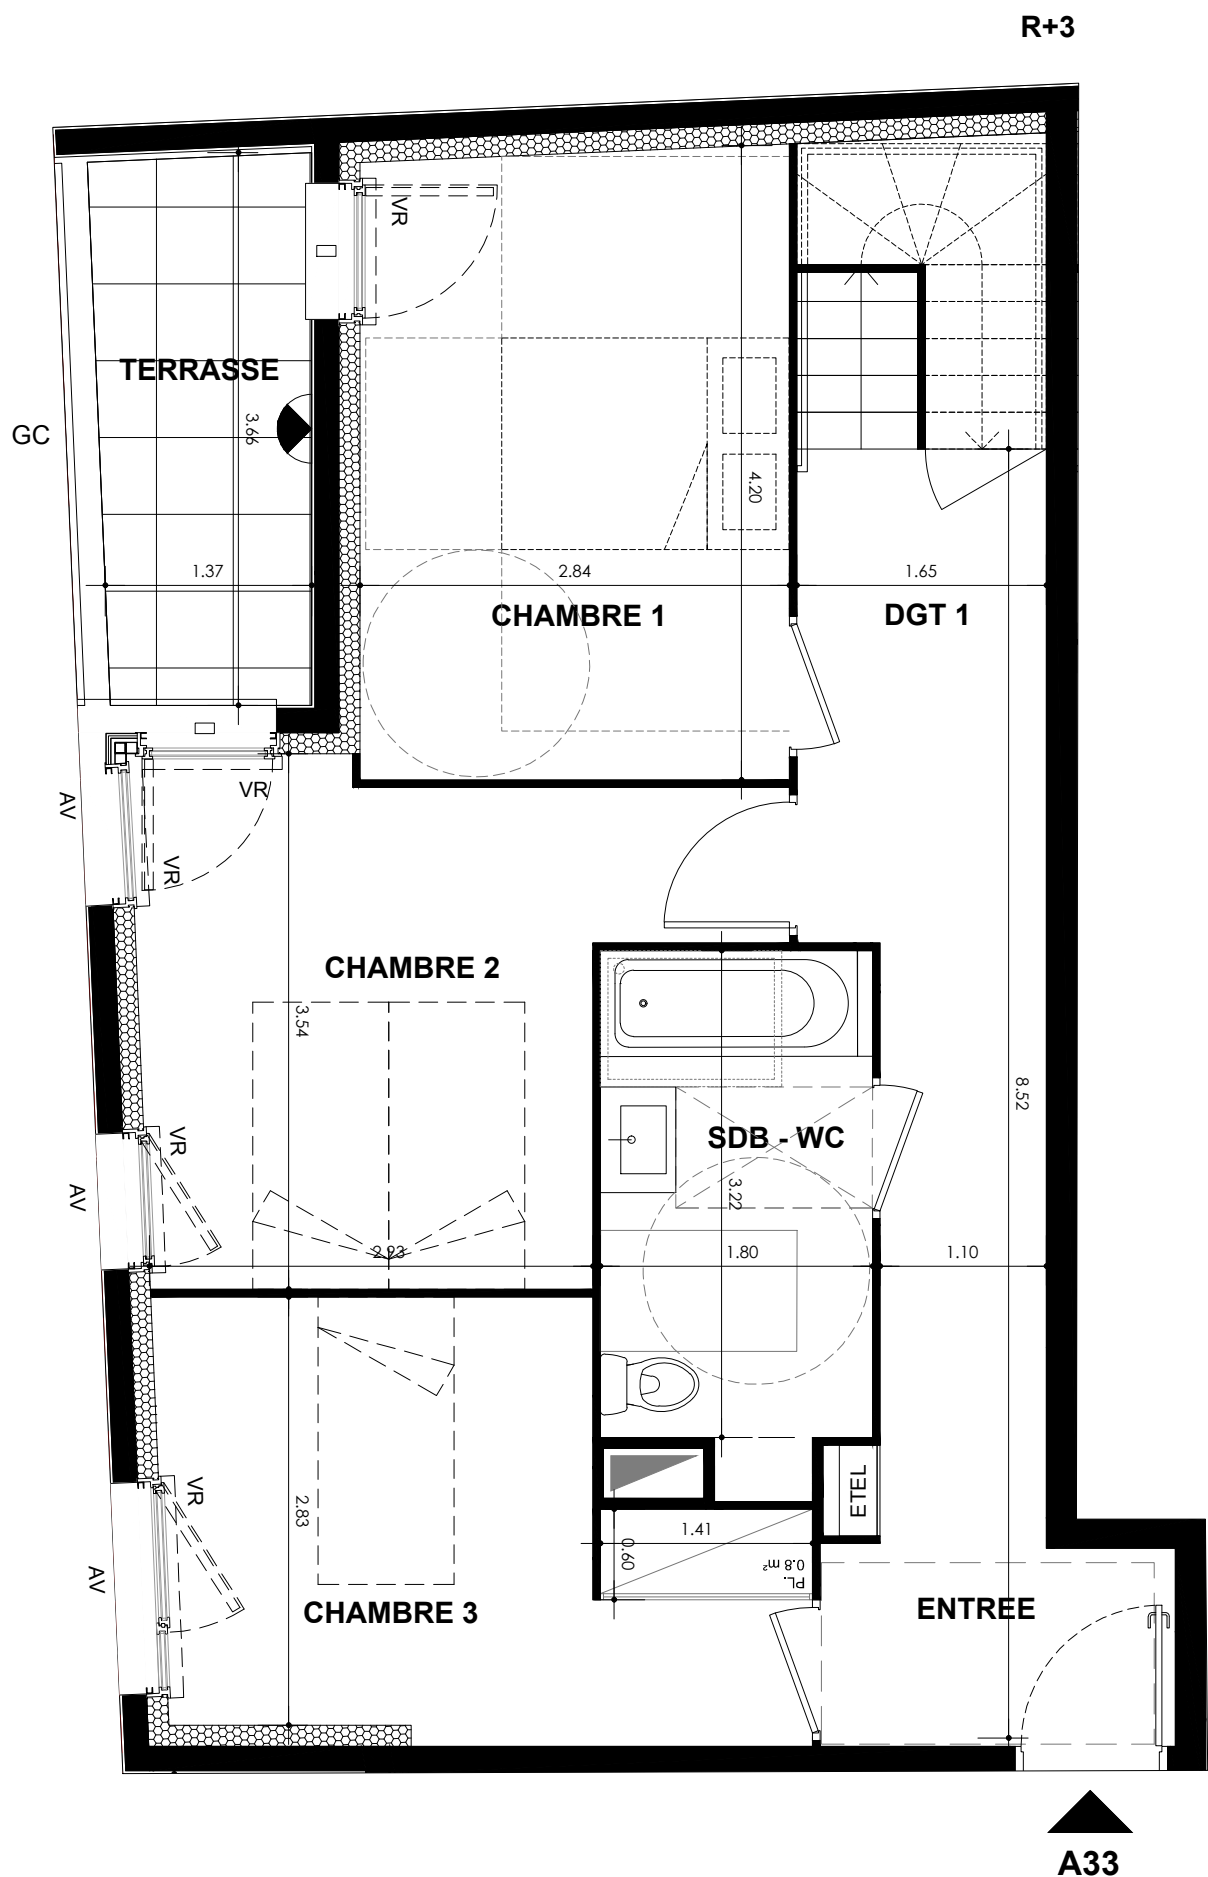 R+3
VR
TERRASSE
GC
3.66
4.20
1.37
2.84
1.65
CHAMBRE 1
DGT 1
VR
AV
VR
CHAMBRE 2
3.54
8.52
VR
SDB - WC
AV
3.22
2.93
1.80
1.10
VR
ETEL
2.83
1.41
0.60
PL.
0.8 m²
AV
CHAMBRE 3
ENTREE
A33